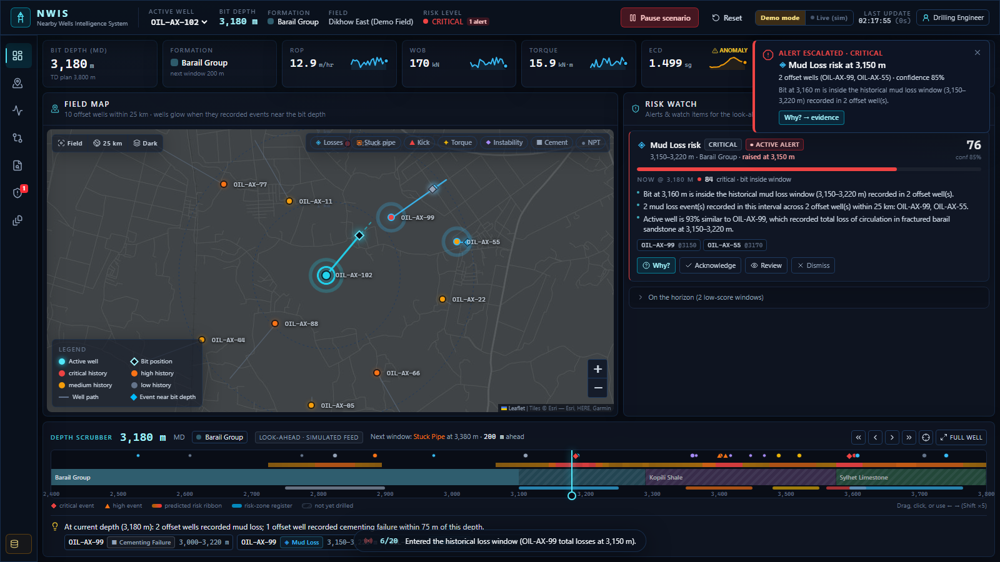 NWIS
Nearby Wells Intelligence System
ACTIVE WELL
OIL-AX-102
BIT DEPTH
3,180 m
FORMATION
Barail Group
FIELD
Dikhow East (Demo Field)
RISK LEVEL
CRITICAL 1 alert
Pause scenario
Reset
Demo mode
Live (sim)
LAST UPDATE
02:17:55 (0s)
Drilling Engineer
BIT DEPTH (MD)
3,180 m
TD plan 3,800 m
FORMATION
Barail Group
next window 200 m
ROP
12.9 m/hr
WOB
170 kN
TORQUE
15.9 kN·m
ECD
ANOMALY
1.499 sg
ALERT ESCALATED · CRITICAL
Mud Loss risk at 3,150 m
2 offset wells (OIL-AX-99, OIL-AX-55) · confidence 85%
Bit at 3,160 m is inside the historical mud loss window (3,150–
3,220 m) recorded in 2 offset well(s).
Why? → evidence
FIELD MAP
10 offset wells within 25 km · wells glow when they recorded events near the bit depth
Field
25 km
Dark
Losses
Stuck pipe
Kick
Torque
Instability
Cement
NPT
OIL-AX-77
OIL-AX-11
OIL-AX-99
OIL-AX-55
OIL-AX-102
OIL-AX-22
OIL-AX-88
OIL-AX-44
OIL-AX-66
OIL-AX-05
LEGEND
Active well
Bit position
critical history
high history
medium history
low history
Well path
Event near bit depth
+
−
Leaflet | Tiles © Esri — Esri, HERE, Garmin
RISK WATCH
Alerts & watch items for the look-a
Mud Loss risk CRITICAL ACTIVE ALERT
76
3,150–3,220 m · Barail Group · raised at 3,150 m
conf 85%
NOW @ 3,180 M 84 critical · bit inside window
Bit at 3,160 m is inside the historical mud loss window (3,150–3,220 m) recorded in 2 offset well(s).
2 mud loss event(s) recorded in this interval across 2 offset well(s) within 25 km: OIL-AX-99, OIL-AX-55.
Active well is 93% similar to OIL-AX-99, which recorded total loss of circulation in fractured barail
sandstone at 3,150–3,220 m.
OIL-AX-99 @3150
OIL-AX-55 @3170
Why?
Acknowledge
Review
Dismiss
On the horizon (2 low-score windows)
1
DEPTH SCRUBBER 3,180 m MD
Barail Group
LOOK-AHEAD · SIMULATED FEED
Next window: Stuck Pipe at 3,380 m · 200 m ahead
FULL WELL
Barail Group
Kopili Shale
Sylhet Limestone
2,400 2,500 2,600 2,700 2,800 2,900 3,000 3,100 3,200 3,300 3,400 3,500 3,600 3,700 3,800
critical event
high event
predicted risk ribbon
risk-zone register
not yet drilled
Drag, click, or use ← → (Shift ×5)
At current depth (3,180 m): 2 offset wells recorded mud loss; 1 offset well recorded cementing failure within 75 m of this depth.
OIL-AX-99 Cementing Failure 3,000–3,220 m
OIL-AX-99 Mud Loss 3,150–3
6/20 Entered the historical loss window (OIL-AX-99 total losses at 3,150 m).